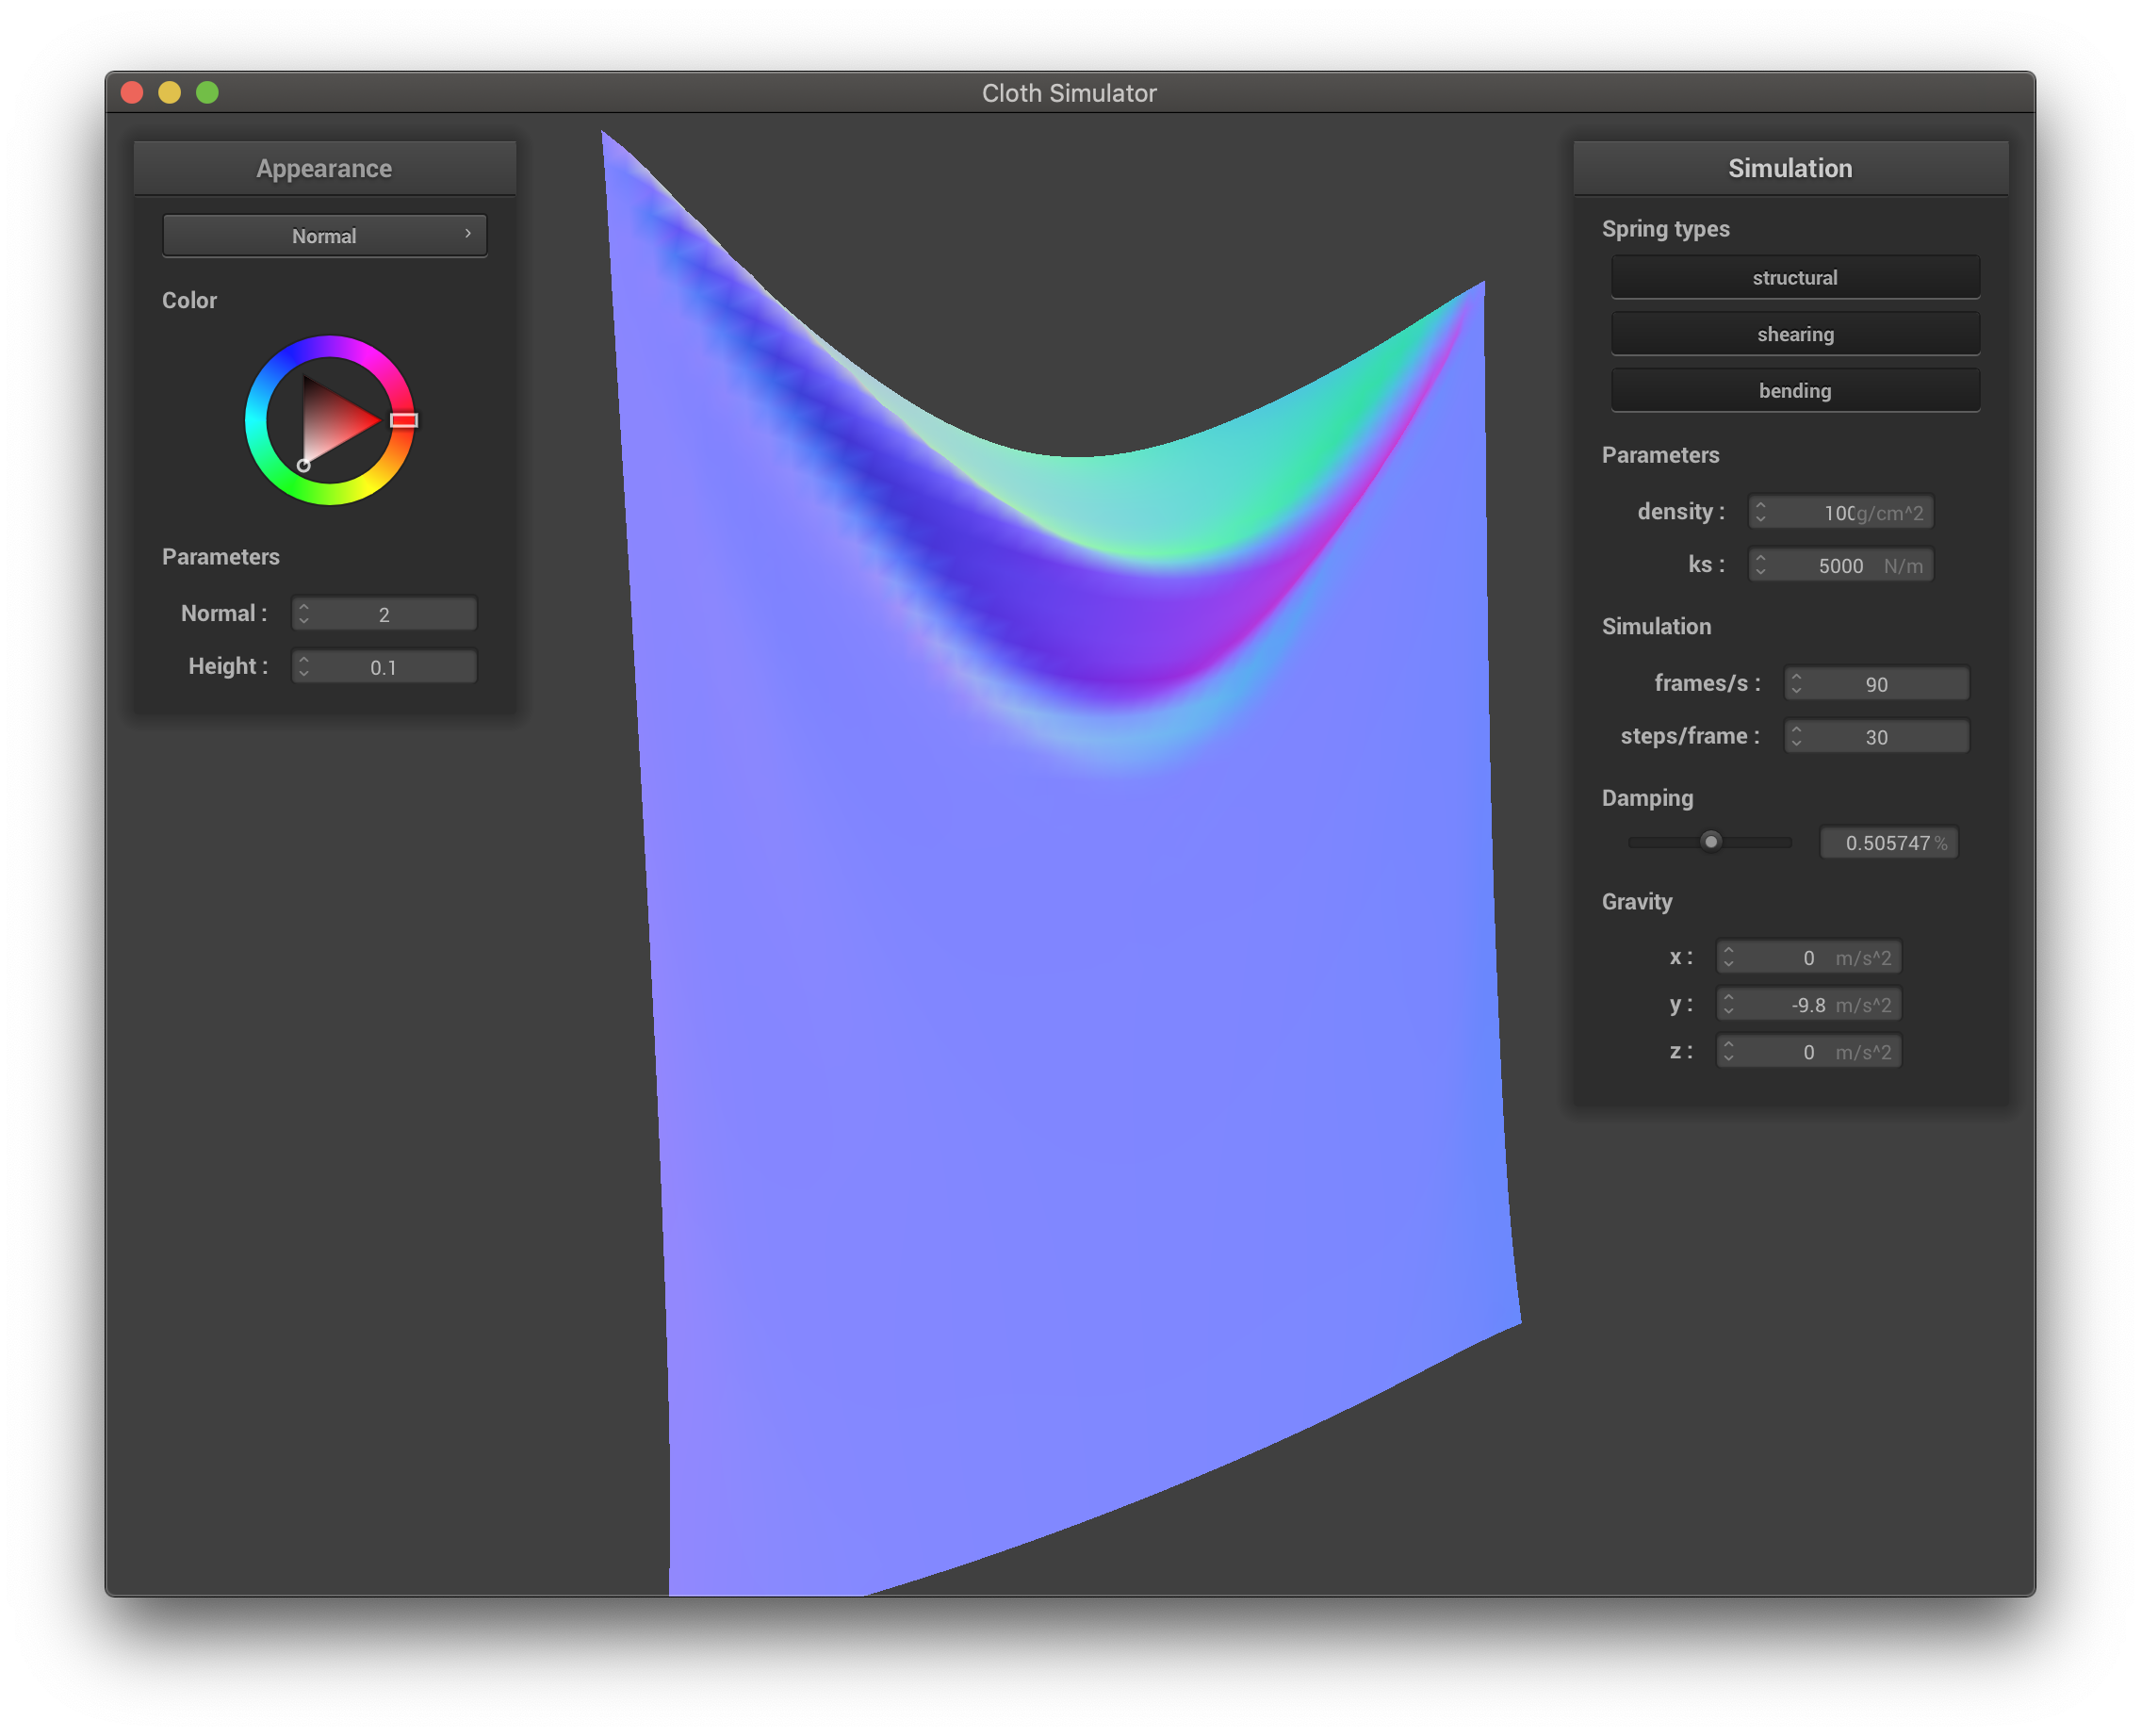 Cloth Simulator
Appearance
Normal
Color
Parameters
Normal : 2
Height : 0.1
Simulation
Spring types
structural
shearing
bending
Parameters
density : 100g/cm^2
ks : 5000 N/m
Simulation
frames/s : 90
steps/frame : 30
Damping
0.505747 %
Gravity
x : 0 m/s^2
y : -9.8 m/s^2
z : 0 m/s^2